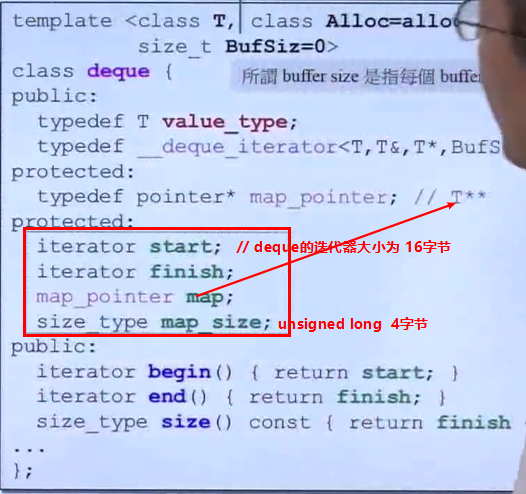 template <class T, class Alloc=alloc
size_t BufSiz=0>
class deque {
所謂 buffer size 是指每個 buffer
public:
typedef T value_type;
typedef __deque_iterator<T,T&,T*,BufS
protected:
typedef pointer* map_pointer; // T**
protected:
iterator start; // deque的迭代器大小为 16字节
iterator finish;
map_pointer map;
size_type map_size; unsigned long 4字节
public:
iterator begin() { return start; }
iterator end() { return finish; }
size_type size() const { return finish
...
};